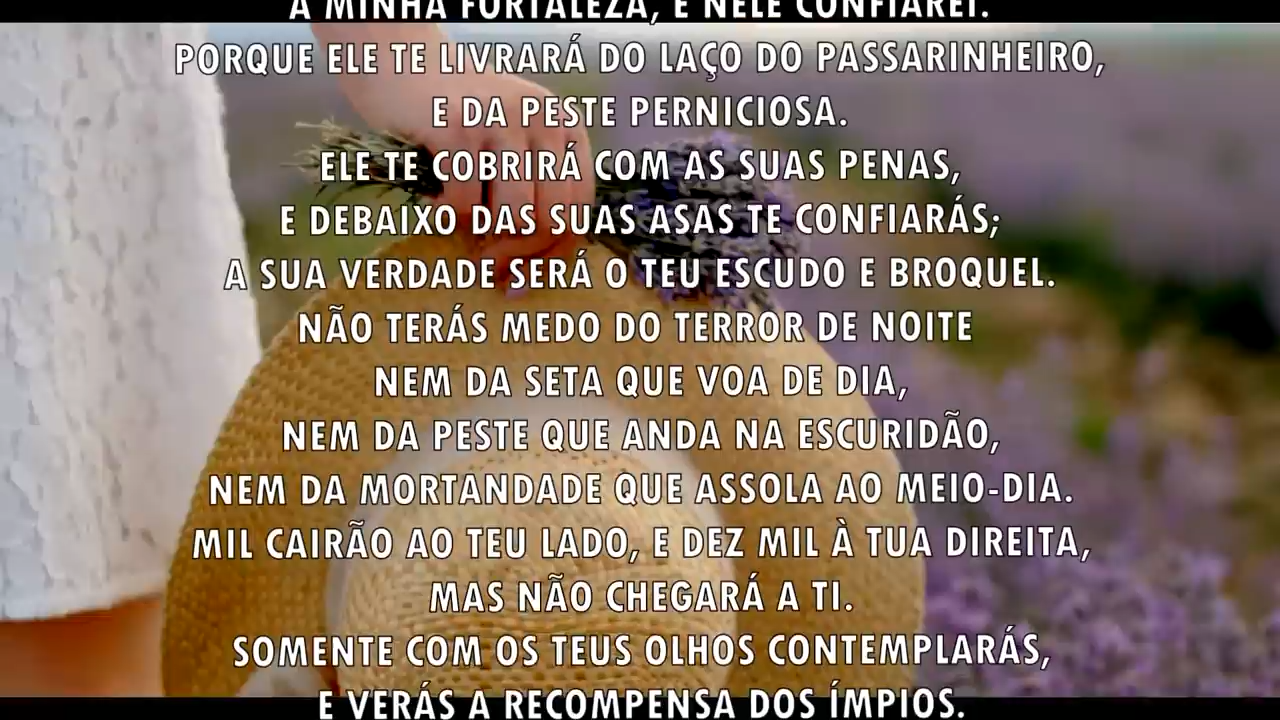 A MINHA FORTALEZA, E NELE CONFIAREI.
PORQUE ELE TE LIVRARÁ DO LAÇO DO PASSARINHEIRO,
E DA PESTE PERNICIOSA.
ELE TE COBRIRÁ COM AS SUAS PENAS,
E DEBAIXO DAS SUAS ASAS TE CONFIARÁS;
A SUA VERDADE SERÁ O TEU ESCUDO E BROQUEL.
NÃO TERÁS MEDO DO TERROR DE NOITE
NEM DA SETA QUE VOA DE DIA,
NEM DA PESTE QUE ANDA NA ESCURIDÃO,
NEM DA MORTANDADE QUE ASSOLA AO MEIO-DIA.
MIL CAIRÃO AO TEU LADO, E DEZ MIL À TUA DIREITA,
MAS NÃO CHEGARÁ A TI.
SOMENTE COM OS TEUS OLHOS CONTEMPLARÁS,
E VERÁS A RECOMPENSA DOS ÍMPIOS.